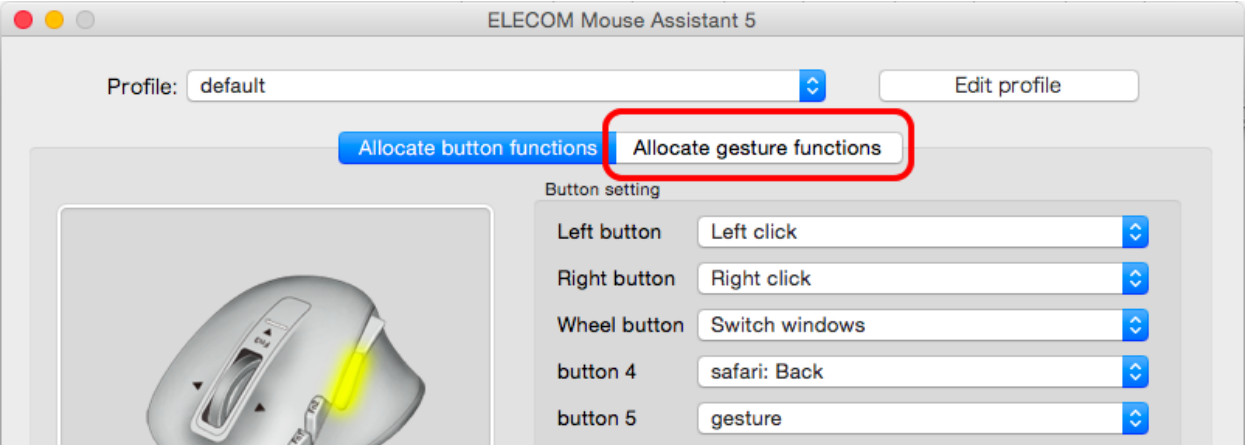 ELECOM Mouse Assistant 5
Profile: default Edit profile
Allocate button functions Allocate gesture functions
Button setting
Left button Left click
Right button Right click
Wheel button Switch windows
button 4 safari: Back
button 5 gesture